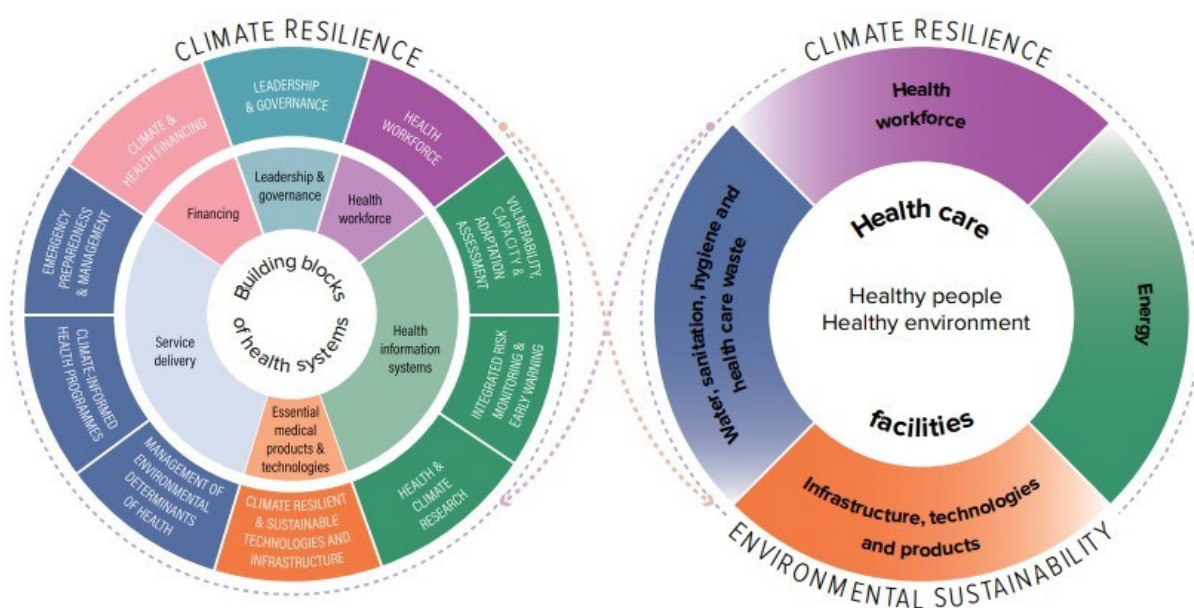 CLIMATE RESILIENCE
LEADERSHIP
& GOVERNANCE
HEALTH
WORKFORCE
VULNERABILITY,
CAPACITY &
ADAPTATION
ASSESSMENT
INTEGRATED RISK
MONITORING &
EARLY WARNING
HEALTH &
CLIMATE
RESEARCH
CLIMATE RESILIENT
& SUSTAINABLE
TECHNOLOGIES AND
INFRASTRUCTURE
MANAGEMENT OF
ENVIRONMENTAL
DETERMINANTS
OF HEALTH
CLIMATE-INFORMED
HEALTH PROGRAMMES
EMERGENCY
PREPAREDNESS
& MANAGEMENT
CLIMATE &
HEALTH FINANCING
Leadership &
governance
Health
workforce
Health
information
systems
Essential
medical
products &
technologies
Service
delivery
Financing
Building blocks
of health systems
CLIMATE RESILIENCE
Health
workforce
Energy
Infrastructure, technologies
and products
Water, sanitation, hygiene and
health care waste
Health care
Healthy people
Healthy environment
facilities
ENVIRONMENTAL SUSTAINABILITY